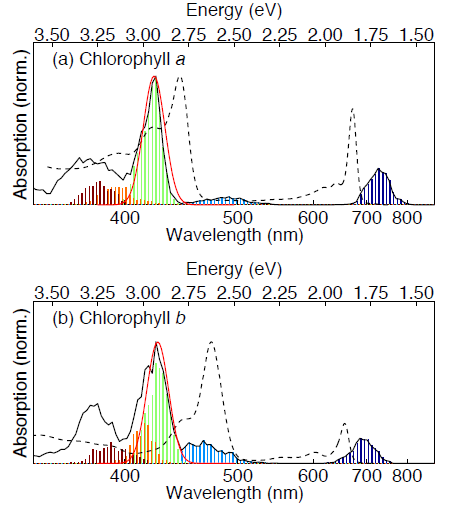 Energy (eV)
3.50 3.25 3.00 2.75 2.50 2.25 2.00 1.75 1.50
(a) Chlorophyll a
Absorption (norm.)
400 500 600 700 800
Wavelength (nm)
Energy (eV)
3.50 3.25 3.00 2.75 2.50 2.25 2.00 1.75 1.50
(b) Chlorophyll b
Absorption (norm.)
400 500 600 700 800
Wavelength (nm)